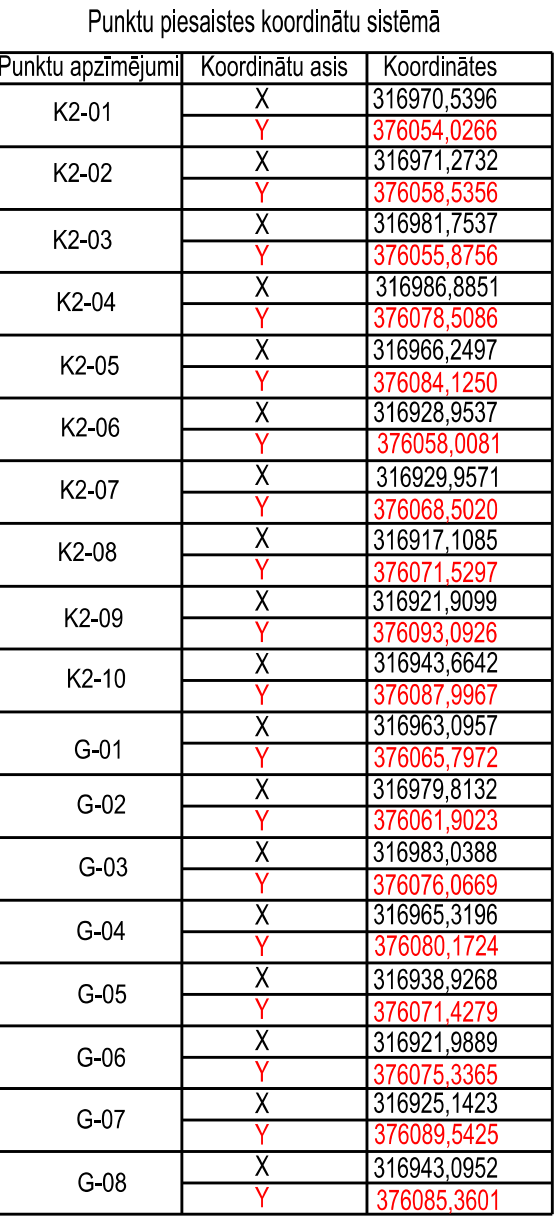 Punktu piesaistes koordinātu sistēmā
Punktu apzīmējumi Koordinātu asis Koordinātes
K2-01 X 316970,5396
Y 376054,0266
K2-02 X 316971,2732
Y 376058,5356
K2-03 X 316981,7537
Y 376055,8756
K2-04 X 316986,8851
Y 376078,5086
K2-05 X 316966,2497
Y 376084,1250
K2-06 X 316928,9537
Y 376058,0081
K2-07 X 316929,9571
Y 376068,5020
K2-08 X 316917,1085
Y 376071,5297
K2-09 X 316921,9099
Y 376093,0926
K2-10 X 316943,6642
Y 376087,9967
G-01 X 316963,0957
Y 376065,7972
G-02 X 316979,8132
Y 376061,9023
G-03 X 316983,0388
Y 376076,0669
G-04 X 316965,3196
Y 376080,1724
G-05 X 316938,9268
Y 376071,4279
G-06 X 316921,9889
Y 376075,3365
G-07 X 316925,1423
Y 376089,5425
G-08 X 316943,0952
Y 376085,3601